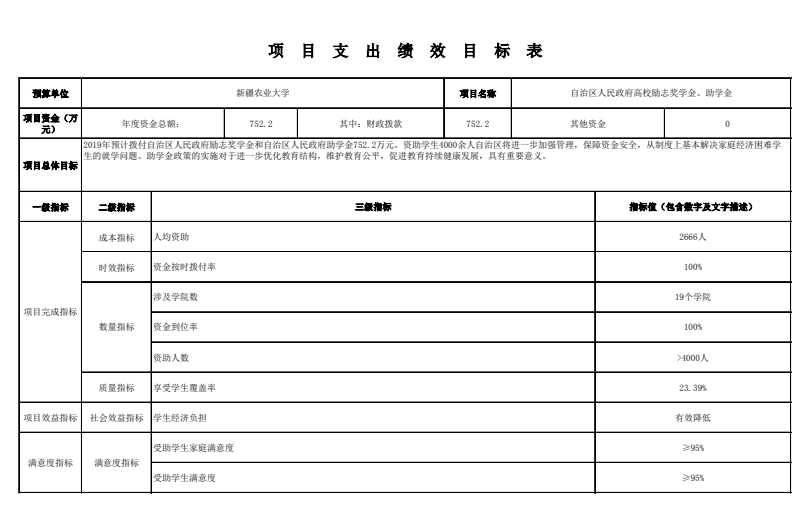 项目支出绩效目标表
预算单位 新疆农业大学 项目名称 自治区人民政府高校励志奖学金、助学金
项目资金（万元） 年度资金总额： 752.2 其中：财政拨款 752.2 其他资金 0
项目总体目标 2019年预计拨付自治区人民政府励志奖学金和自治区人民政府助学金752.2万元。资助学生4000余人自治区将进一步加强管理，保障资金安全，从制度上基本解决家庭经济困难学
生的就学问题。助学金政策的实施对于进一步优化教育结构，维护教育公平，促进教育持续健康发展，具有重要意义。
一级指标 二级指标 三级指标 指标值（包含数字及文字描述）
项目完成指标 成本指标 人均资助 2666人
时效指标 资金按时拨付率 100%
数量指标 涉及学院数 19个学院
资金到位率 100%
资助人数 >4000人
质量指标 享受学生覆盖率 23.39%
项目效益指标 社会效益指标 学生经济负担 有效降低
满意度指标 满意度指标 受助学生家庭满意度 ≥95%
受助学生满意度 ≥95%